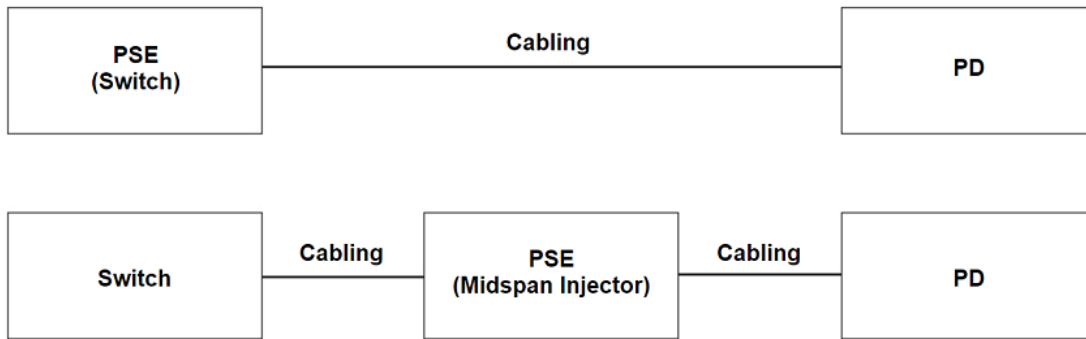 PSE
(Switch)
Cabling
PD
Switch
Cabling
PSE
(Midspan Injector)
Cabling
PD